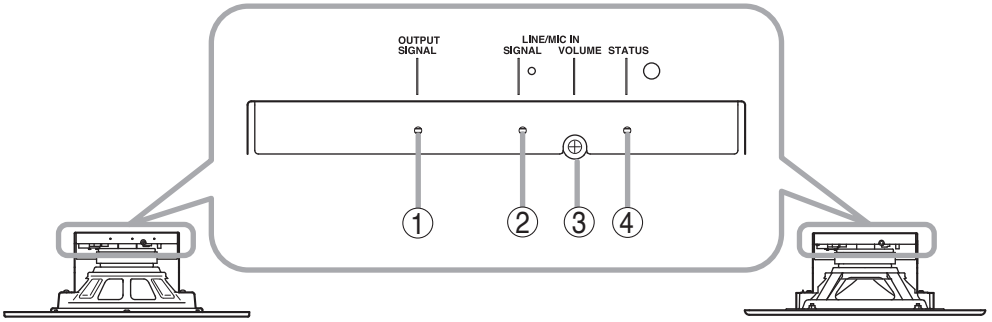 OUTPUT
SIGNAL
LINE/MIC IN
SIGNAL VOLUME STATUS
① ② ③ ④